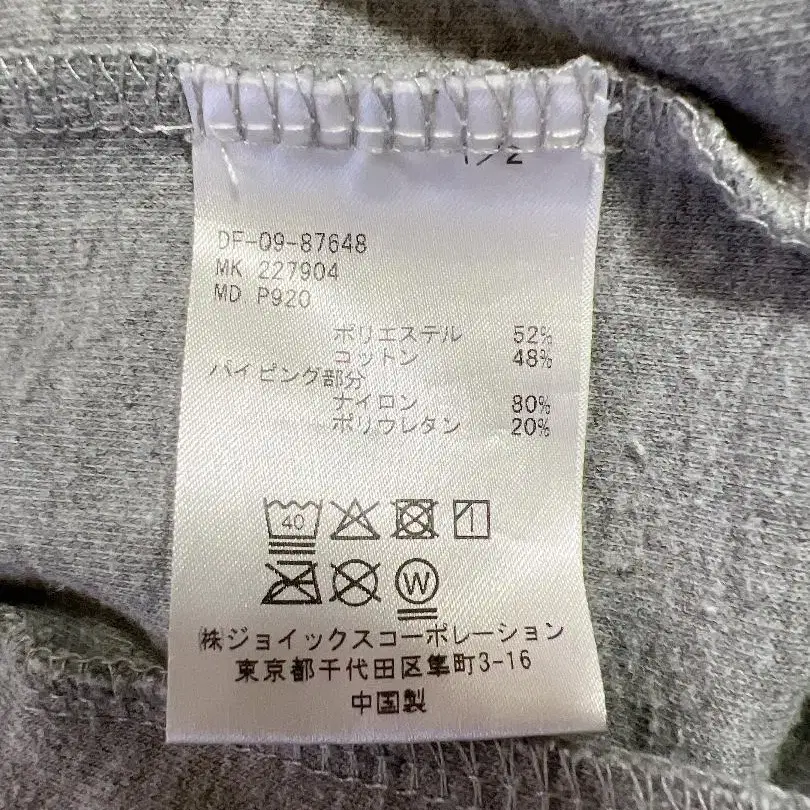 1/2
DF-09-87648
MK 227904
MD P920
ポリエステル 52%
コットン 48%
パイピング部分
ナイロン 80%
ポリウレタン 20%
40
W
㈱ジョイックスコーポレーション
東京都千代田区隼町3-16
中国製